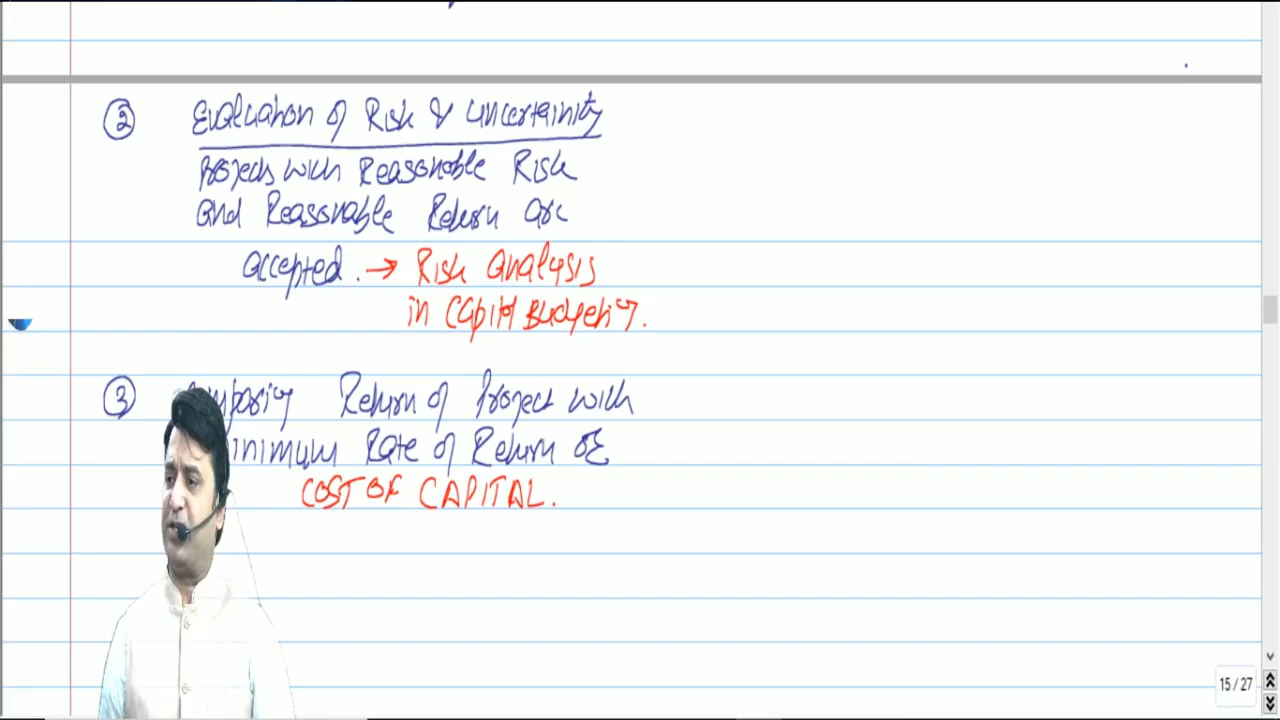 ② Evaluation of Risk & Uncertainity
Projects with Reasonable Risk
and Reasonable Return are
accepted. → Risk Analysis
in Capital Budgeting.
③ Return of Project with
Minimum Rate of Return or
COST OF CAPITAL.
15 / 27